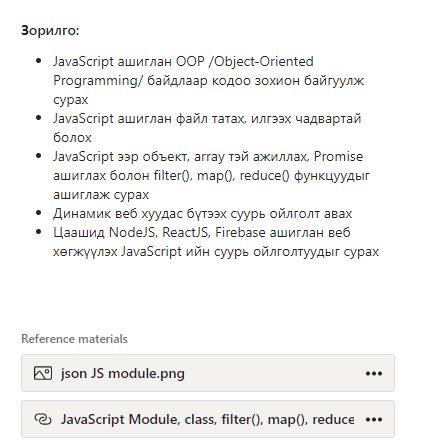 Зорилго:
JavaScript ашиглан OOP /Object-Oriented
Programming/ байдлаар кодоо зохион байгуулж
сурах
JavaScript ашиглан файл татах, илгээх чадвартай
болох
JavaScript ээр объект, array тэй ажиллах, Promise
ашиглах болон filter(), map(), reduce() функцуудыг
ашиглаж сурах
Динамик веб хуудас бүтээх суурь ойлголт авах
Цаашид NodeJS, ReactJS, Firebase ашиглан веб
хөгжүүлэх JavaScript ийн суурь ойлголтуудыг сурах
Reference materials
json JS module.png
JavaScript Module, class, filter(), map(), reduce